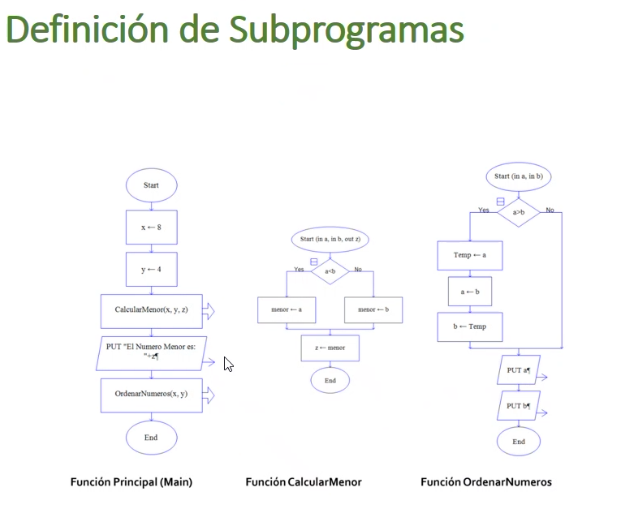 Definición de Subprogramas
Start
x ← 8
y ← 4
CalcularMenor(x, y, z)
PUT "El Numero Menor es:
"+z¶
OrdenarNumeros(x, y)
End
Función Principal (Main)
Start (in a, in b, out z)
Yes
a<b
No
menor ← a
menor ← b
z ← menor
End
Función CalcularMenor
Start (in a, in b)
Yes
a>b
No
Temp ← a
a ← b
b ← Temp
PUT a¶
PUT b¶
End
Función OrdenarNumeros